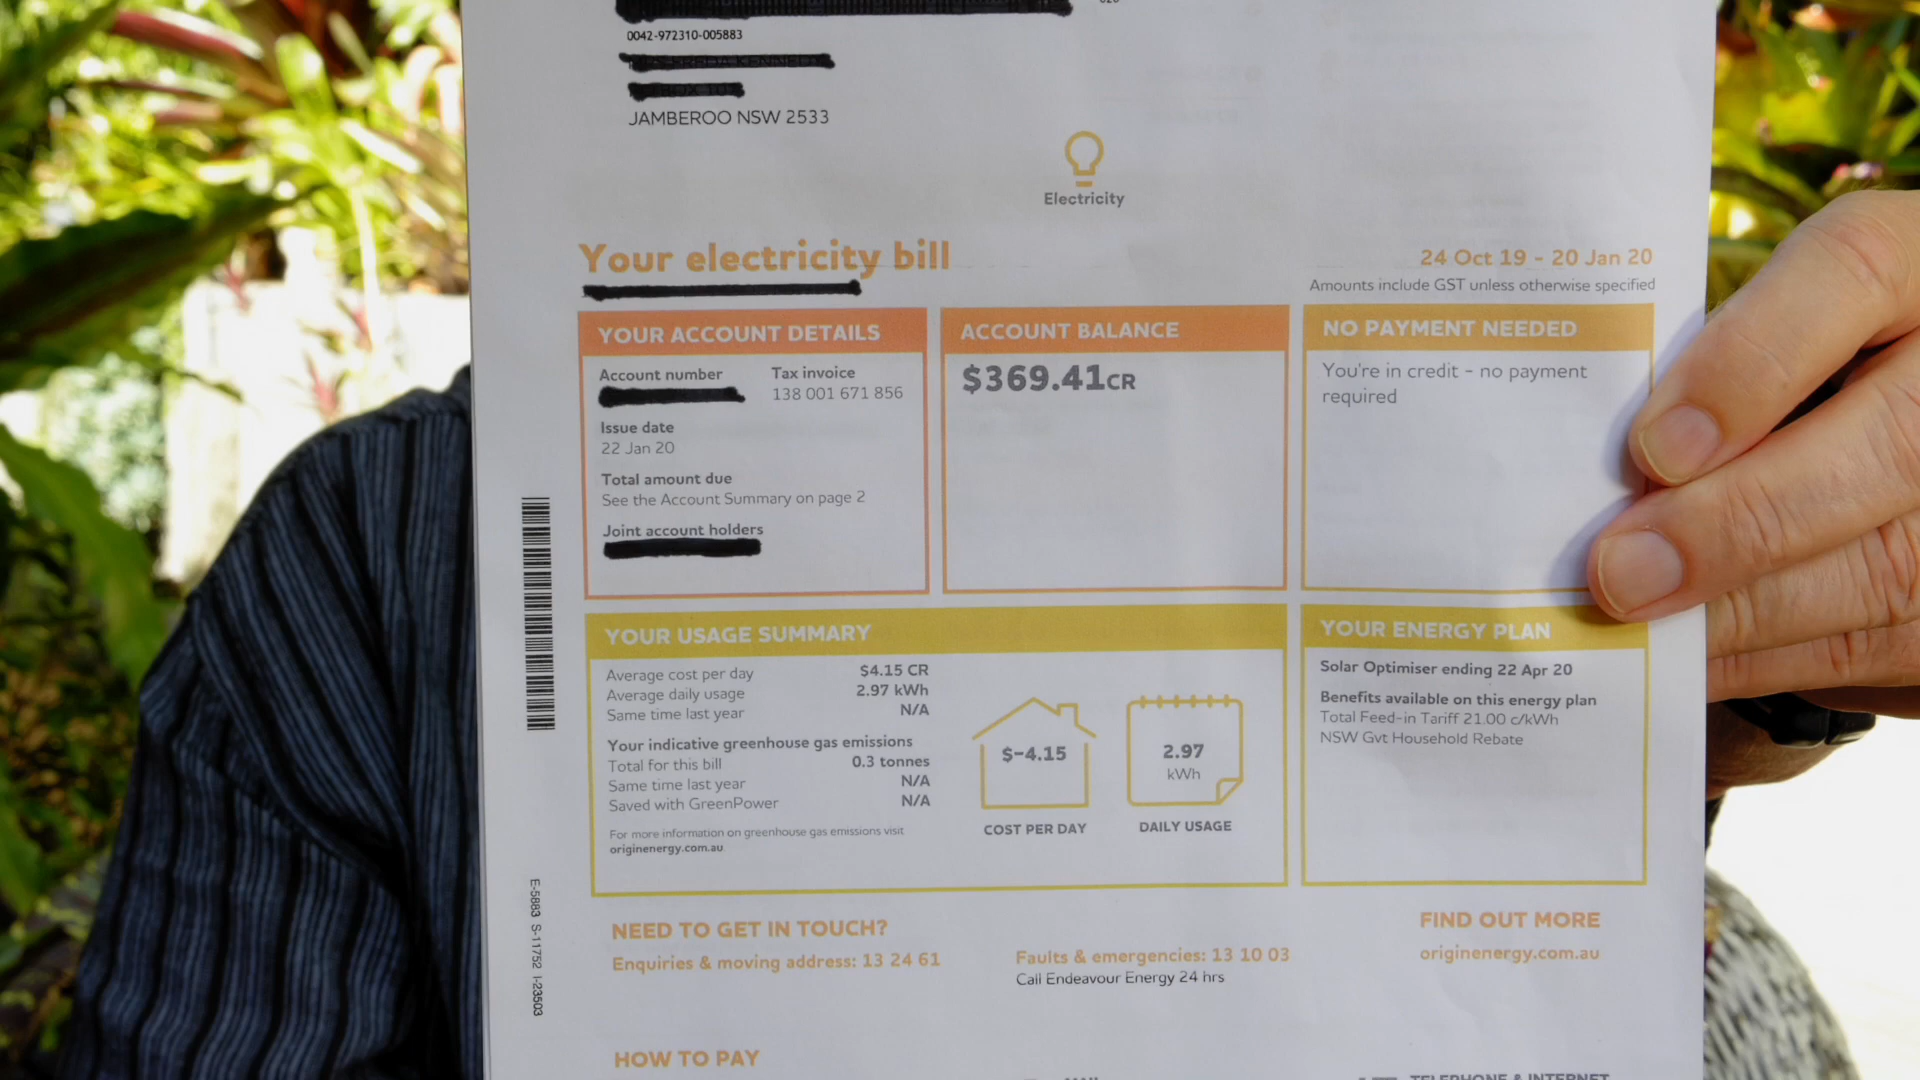 0042-972310-005883
JAMBEROO NSW 2533
Electricity
Your electricity bill
24 Oct 19 - 20 Jan 20
Amounts include GST unless otherwise specified
YOUR ACCOUNT DETAILS
Account number
Tax invoice
138 001 671 856
Issue date
22 Jan 20
Total amount due
See the Account Summary on page 2
Joint account holders
ACCOUNT BALANCE
$369.41CR
NO PAYMENT NEEDED
You're in credit - no payment
required
YOUR USAGE SUMMARY
Average cost per day $4.15 CR
Average daily usage 2.97 kWh
Same time last year N/A
Your indicative greenhouse gas emissions
Total for this bill 0.3 tonnes
Same time last year N/A
Saved with GreenPower N/A
For more information on greenhouse gas emissions visit
originenergy.com.au
$-4.15
COST PER DAY
2.97
kWh
DAILY USAGE
YOUR ENERGY PLAN
Solar Optimiser ending 22 Apr 20
Benefits available on this energy plan
Total Feed-in Tariff 21.00 c/kWh
NSW Gvt Household Rebate
E-5883 S-11752 I-23503
NEED TO GET IN TOUCH?
Enquiries & moving address: 13 24 61
Faults & emergencies: 13 10 03
Call Endeavour Energy 24 hrs
FIND OUT MORE
originenergy.com.au
HOW TO PAY
TELEPHONE & INTERNET